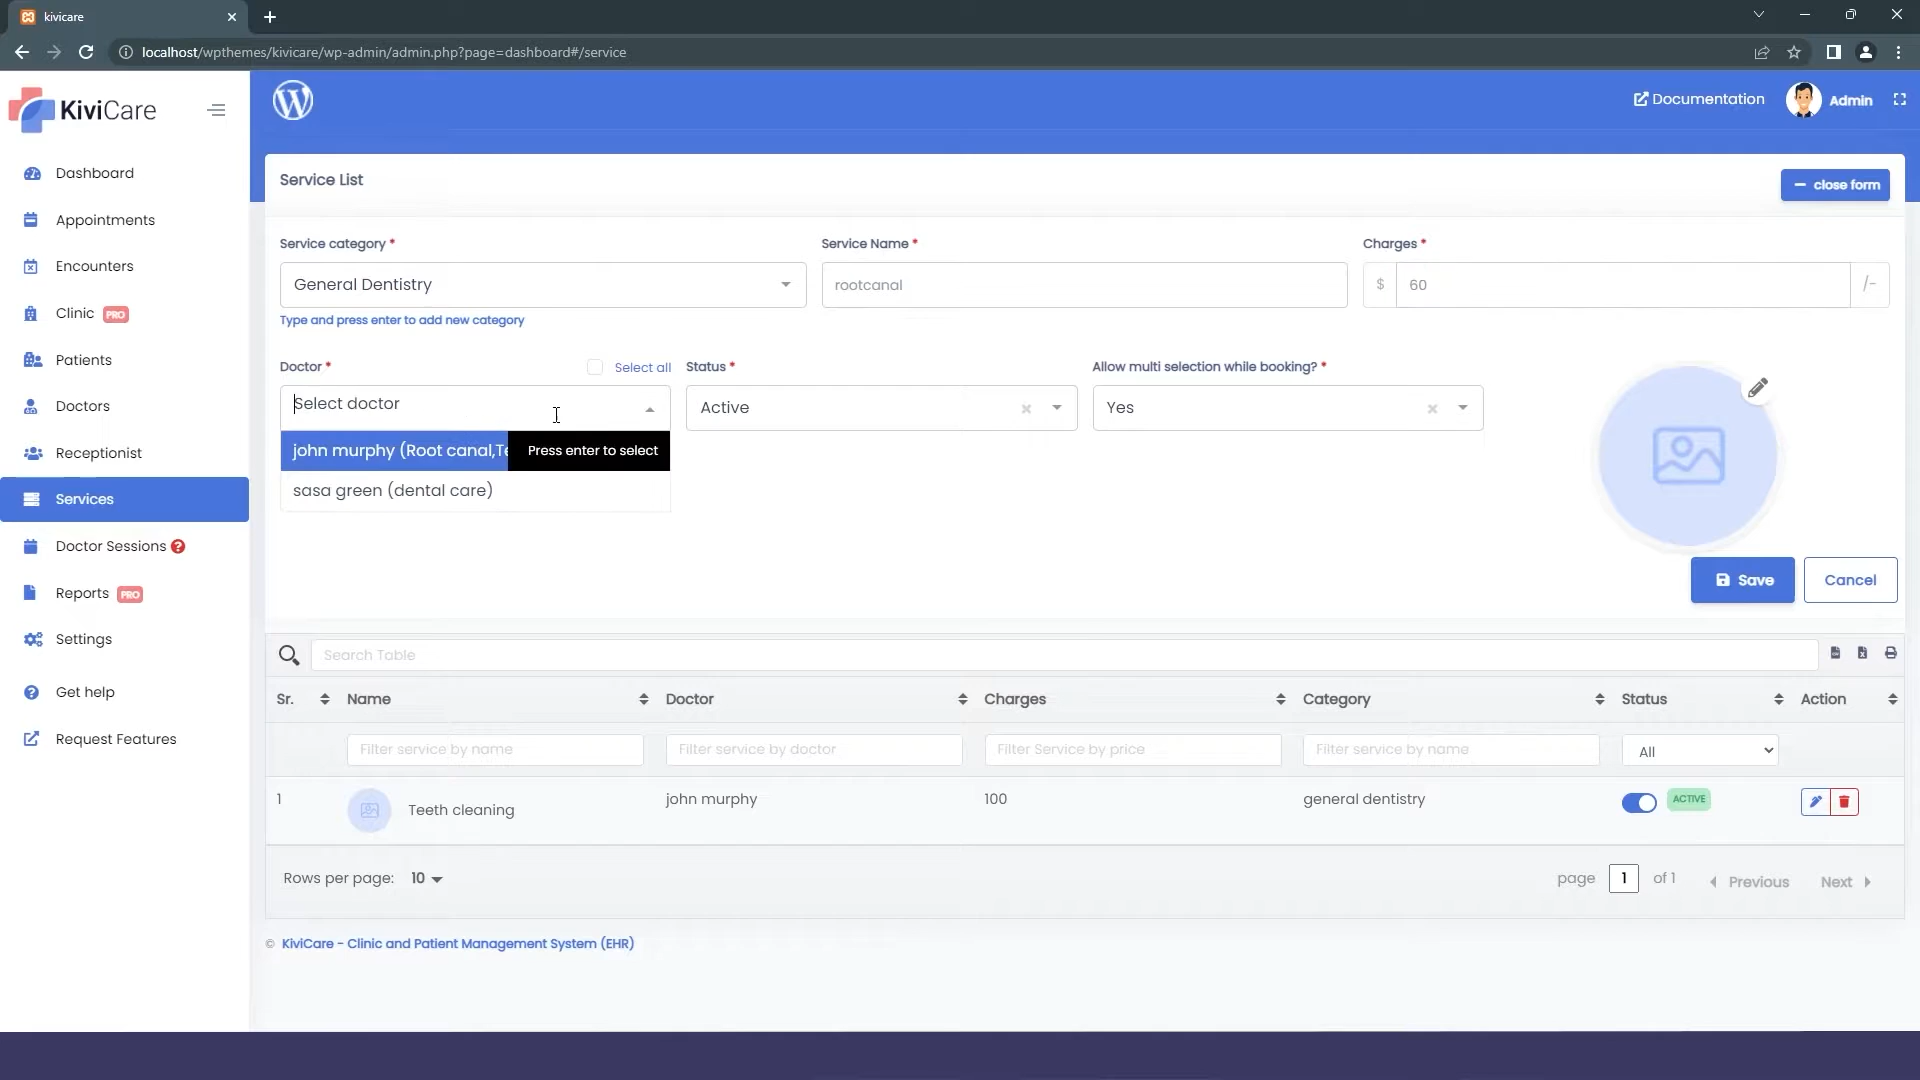 kivicare
localhost/wpthemes/kivicare/wp-admin/admin.php?page=dashboard#/service
KiviCare
Documentation
Admin
Dashboard
Appointments
Encounters
Clinic PRO
Patients
Doctors
Receptionist
Services
Doctor Sessions
Reports PRO
Settings
Get help
Request Features
Service List
close form
Service category *
Service Name *
Charges *
General Dentistry
rootcanal
$ 60 /-
Type and press enter to add new category
Doctor *
Select all
Status *
Allow multi selection while booking? *
Select doctor
Active
Yes
john murphy (Root canal,Te
Press enter to select
sasa green (dental care)
Save
Cancel
Search Table
Sr. Name Doctor Charges Category Status Action
Filter service by name
Filter service by doctor
Filter Service by price
Filter service by name
All
1 Teeth cleaning john murphy 100 general dentistry ACTIVE
Rows per page: 10
page 1 of 1 Previous Next
© KiviCare - Clinic and Patient Management System (EHR)